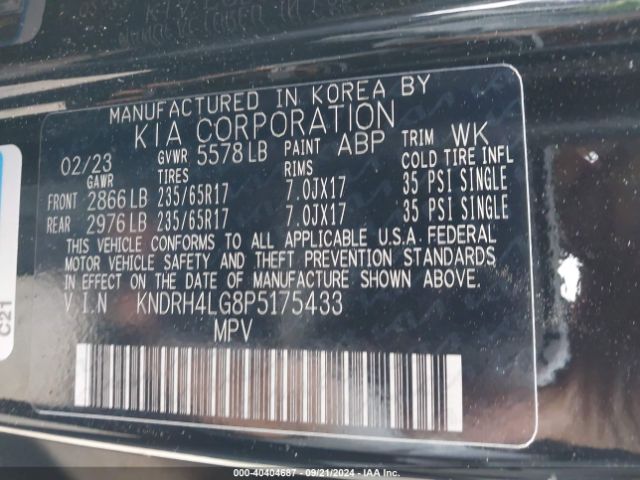 MANUFACTURED IN KOREA BY
KIA CORPORATION
02/23 GVWR 5578 LB PAINT ABP TRIM WK
GAWR TIRES RIMS COLD TIRE INFL
FRONT 2866 LB 235/65R17 7.0JX17 35 PSI SINGLE
REAR 2976 LB 235/65R17 7.0JX17 35 PSI SINGLE
THIS VEHICLE CONFORMS TO ALL APPLICABLE U.S.A. FEDERAL
MOTOR VEHICLE SAFETY AND THEFT PREVENTION STANDARDS
IN EFFECT ON THE DATE OF MANUFACTURE SHOWN ABOVE.
V.I.N KNDRH4LG8P5175433
MPV
C21
000-40404687 - 09/21/2024 - IAA Inc.